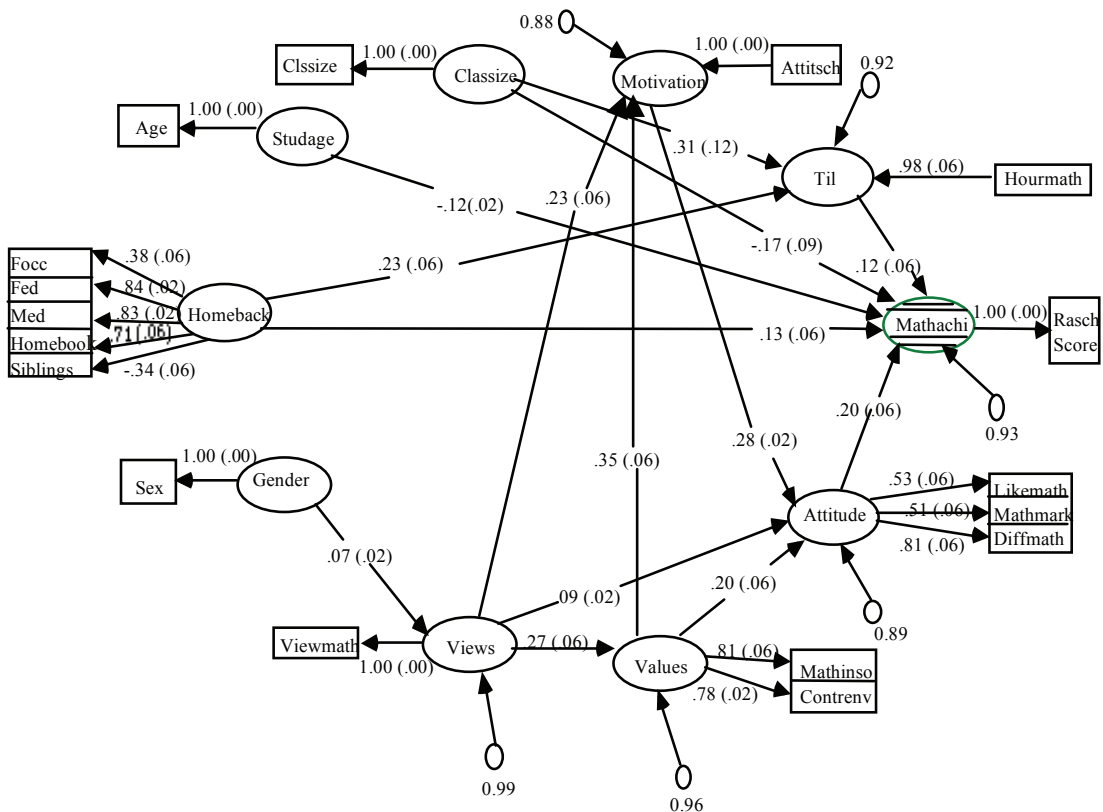 0.88
1.00 (.00)
Clssize
Classize
Motivation
1.00 (.00)
Attitsch
0.92
1.00 (.00)
Age
Studage
.31 (.12)
Til
.98 (.06)
Hourmath
-.12(.02)
.23 (.06)
-.17 (.09)
.23 (.06)
.12 (.06)
Focc
Fed
Med
Homebook
Siblings
.38 (.06)
.84 (.02)
.83 (.02
.71(.06)
-.34 (.06)
Homeback
.13 (.06)
Mathachi
1.00 (.00)
Rasch
Score
.20 (.06)
0.93
.28 (.02)
.35 (.06)
1.00 (.00)
Sex
Gender
Attitude
.53 (.06)
.51 (.06)
.81 (.06)
Likemath
Mathmark
Diffmath
.07 (.02)
09 (.02)
.20 (.06)
0.89
Viewmath
1.00 (.00)
Views
.27 (.06)
Values
.81 (.06)
.78 (.02)
Mathinso
Contrenv
0.99
0.96